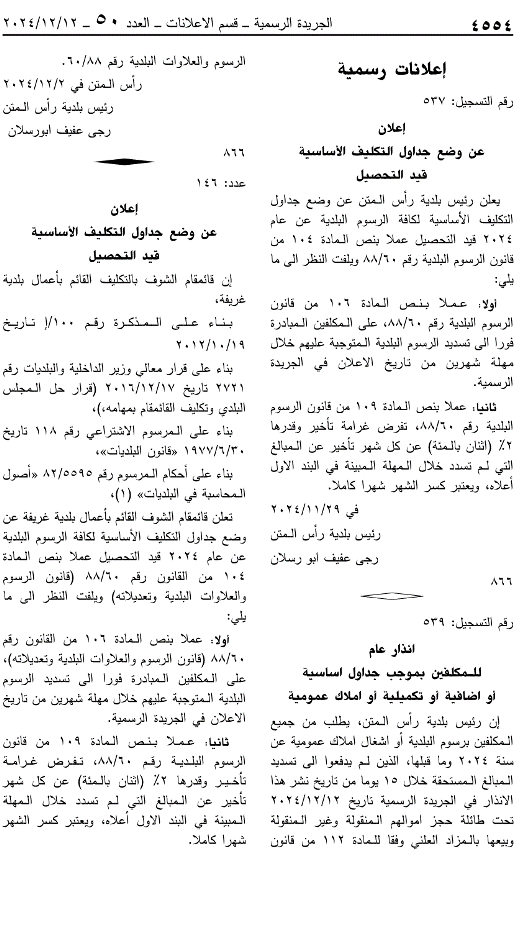 ٤٥٥٤
الجريدة الرسمية ــ قسم الاعلانات ــ العدد ٥٠ ــ ٢٠٢٤/١٢/١٢
إعلانات رسمية
رقم التسجيل: ٥٣٧
إعلان
عن وضع جداول التكليف الأساسية
قيد التحصيل
يعلن رئيس بلدية رأس المتن عن وضع جداول
التكليف الأساسية لكافة الرسوم البلدية عن عام
٢٠٢٤ قيد التحصيل عملا بنص المادة ١٠٤ من
قانون الرسوم البلدية ٨٨/٦٠ ويلفت النظر الى ما
يلي:
أولا: عملا بنص المادة ١٠٦ من قانون
الرسوم البلدية رقم ٨٨/٦٠، على المكلفين المبادرة
فورا الى تسديد الرسوم البلدية المتوجبة عليهم خلال
مهلة شهرين من تاريخ الاعلان في الجريدة
الرسمية.
ثانيا: عملا بنص المادة ١٠٩ من قانون الرسوم
البلدية رقم ٨٨/٦٠، تفرض غرامة تأخير وقدرها
٢٪ (اثنان بالمئة) عن كل شهر تأخير عن المبالغ
التي لم تسدد خلال المهلة المبينة في البند الاول
أعلاه، ويعتبر كسر الشهر شهرا كاملا.
في ٢٠٢٤/١١/٢٩
رئيس بلدية رأس المتن
رجى عفيف ابو رسلان
٨٦٦
رقم التسجيل: ٥٣٩
انذار عام
للمكلفين بموجب جداول اساسية
أو اضافية أو تكميلية أو املاك عمومية
إن رئيس بلدية رأس المتن، يطلب من جميع
المكلفين برسوم البلدية أو اشغال املاك عمومية عن
سنة ٢٠٢٤ وما قبلها، الذين لم يدفعوا الى تسديد
المبالغ المستحقة خلال ١٥ يوما من تاريخ نشر هذا
الانذار في الجريدة الرسمية تاريخ ٢٠٢٤/١٢/١٢
تحت طائلة حجز اموالهم المنقولة وغير المنقولة
وبيعها بالمزاد العلني وفقا للمادة ١١٢ من قانون
الرسوم والعلاوات البلدية رقم ٦٠/٨٨.
رأس المتن في ٢٠٢٤/١٢/٢
رئيس بلدية رأس المتن
رجى عفيف ابورسلان
٨٦٦
عدد: ١٤٦
إعلان
عن وضع جداول التكليف الأساسية
قيد التحصيل
إن قائمقام الشوف بالتكليف القائم بأعمال بلدية
غريفة،
بناء على المذكرة رقم ١٠٠/إ تاريخ
٢٠١٢/١٠/١٩
بناء على قرار معالي وزير الداخلية والبلديات رقم
٢٧٢١ تاريخ ٢٠١٦/١٢/١٧ (قرار حل المجلس
البلدي وتكليف القائمقام بمهامه)،
بناء على المرسوم الاشتراعي رقم ١١٨ تاريخ
١٩٧٧/٦/٣٠ «قانون البلديات»،
بناء على أحكام المرسوم رقم ٨٢/٥٥٩٥ «أصول
المحاسبة في البلديات» (١)،
تعلن قائمقام الشوف القائم بأعمال بلدية غريفة عن
وضع جداول التكليف الأساسية لكافة الرسوم البلدية
عن عام ٢٠٢٤ قيد التحصيل عملا بنص المادة
١٠٤ من القانون رقم ٨٨/٦٠ (قانون الرسوم
والعلاوات البلدية وتعديلاته) ويلفت النظر الى ما
يلي:
أولا: عملا بنص المادة ١٠٦ من القانون رقم
٨٨/٦٠ (قانون الرسوم والعلاوات البلدية وتعديلاته)،
على المكلفين المبادرة فورا الى تسديد الرسوم
البلدية المتوجبة عليهم خلال مهلة شهرين من تاريخ
الاعلان في الجريدة الرسمية.
ثانيا: عملا بنص المادة ١٠٩ من قانون
الرسوم البلدية رقم ٨٨/٦٠، تفرض غرامة
تأخير وقدرها ٢٪ (اثنان بالمئة) عن كل شهر
تأخير عن المبالغ التي لم تسدد خلال المهلة
المبينة في البند الاول أعلاه، ويعتبر كسر الشهر
شهرا كاملا.